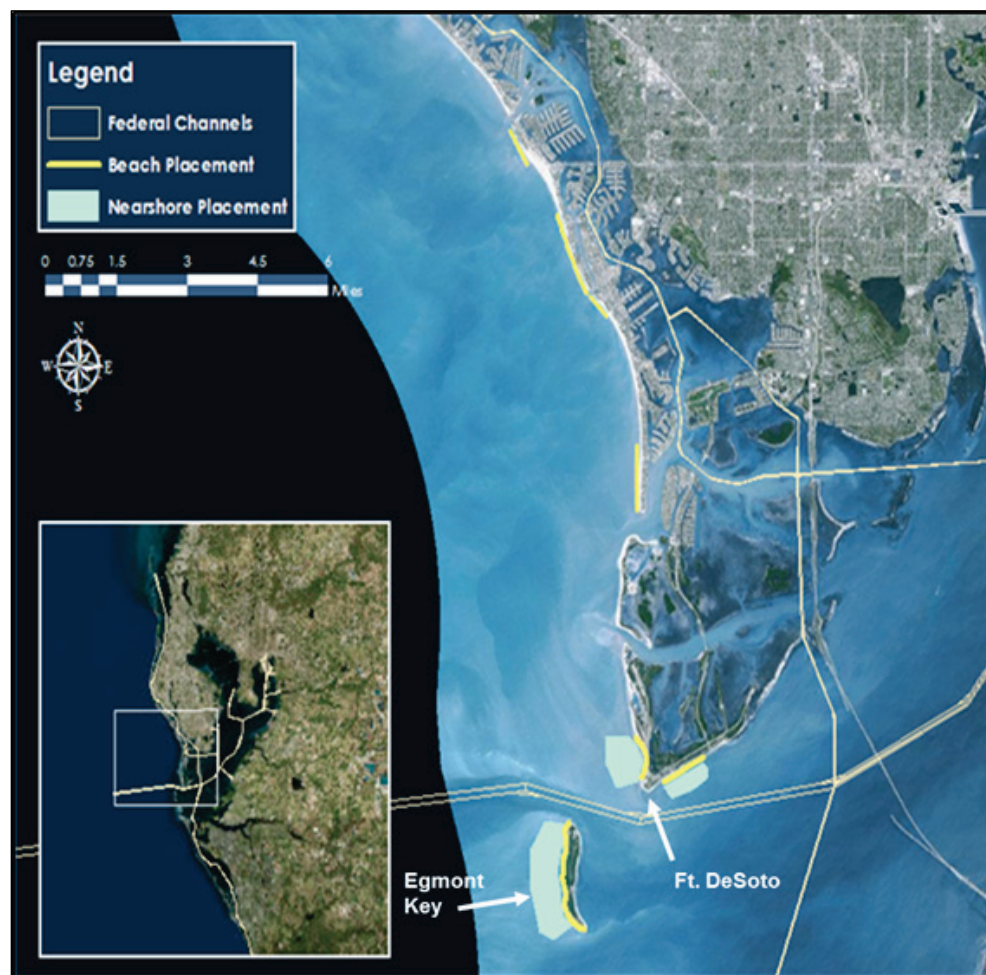 Legend
Federal Channels
Beach Placement
Nearshore Placement
0 0.75 1.5 3 4.5 6
Miles
N
W E
S
Egmont
Key
Ft. DeSoto